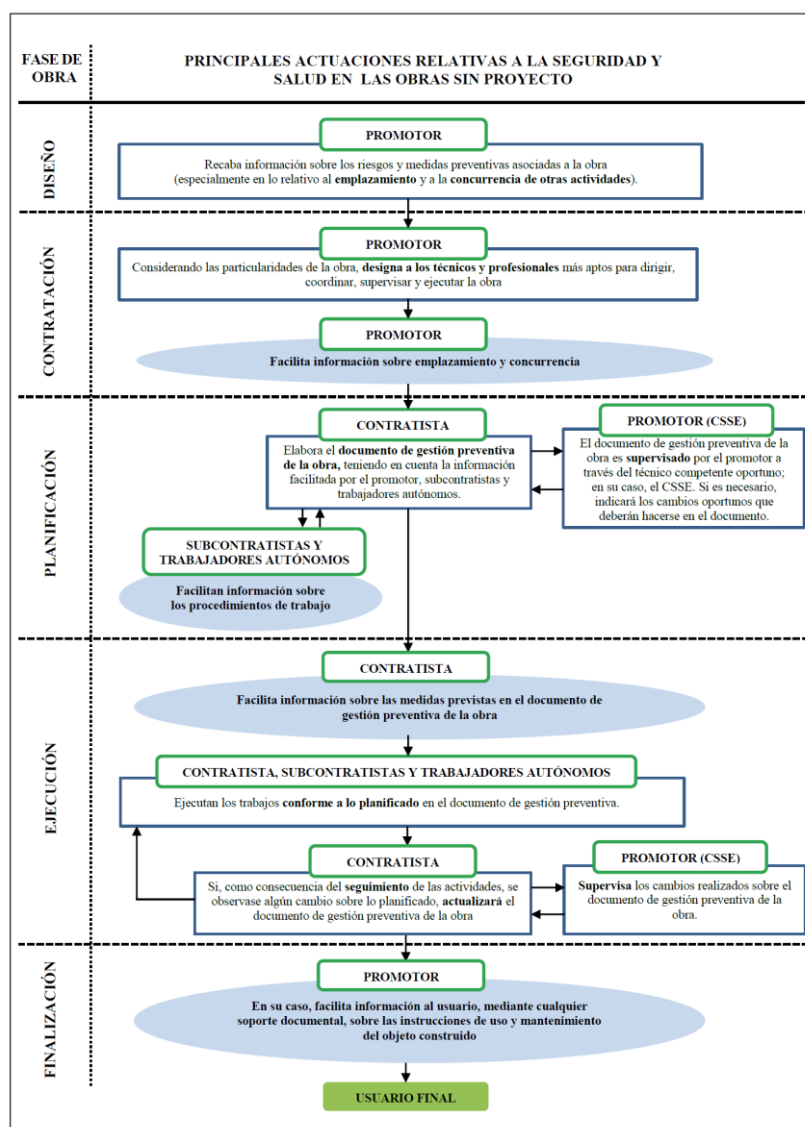 FASE DE
OBRA
PRINCIPALES ACTUACIONES RELATIVAS A LA SEGURIDAD Y
SALUD EN LAS OBRAS SIN PROYECTO
DISEÑO
PROMOTOR
Recaba información sobre los riesgos y medidas preventivas asociadas a la obra
(especialmente en lo relativo al emplazamiento y a la concurrencia de otras actividades).
CONTRATACIÓN
PROMOTOR
Considerando las particularidades de la obra, designa a los técnicos y profesionales más aptos para dirigir,
coordinar, supervisar y ejecutar la obra
PROMOTOR
Facilita información sobre emplazamiento y concurrencia
PLANIFICACIÓN
CONTRATISTA
Elabora el documento de gestión preventiva
de la obra, teniendo en cuenta la información
facilitada por el promotor, subcontratistas y
trabajadores autónomos.
PROMOTOR (CSSE)
El documento de gestión preventiva de la
obra es supervisado por el promotor a
través del técnico competente oportuno;
en su caso, el CSSE. Si es necesario,
indicará los cambios oportunos que
deberán hacerse en el documento.
SUBCONTRATISTAS Y
TRABAJADORES AUTÓNOMOS
Facilitan información sobre
los procedimientos de trabajo
EJECUCIÓN
CONTRATISTA
Facilita información sobre las medidas previstas en el documento de
gestión preventiva de la obra
CONTRATISTA, SUBCONTRATISTAS Y TRABAJADORES AUTÓNOMOS
Ejecutan los trabajos conforme a lo planificado en el documento de gestión preventiva.
CONTRATISTA
Si, como consecuencia del seguimiento de las actividades, se
observase algún cambio sobre lo planificado, actualizará el
documento de gestión preventiva de la obra
PROMOTOR (CSSE)
Supervisa los cambios realizados sobre el
documento de gestión preventiva de la
obra.
FINALIZACIÓN
PROMOTOR
En su caso, facilita información al usuario, mediante cualquier
soporte documental, sobre las instrucciones de uso y mantenimiento
del objeto construido
USUARIO FINAL